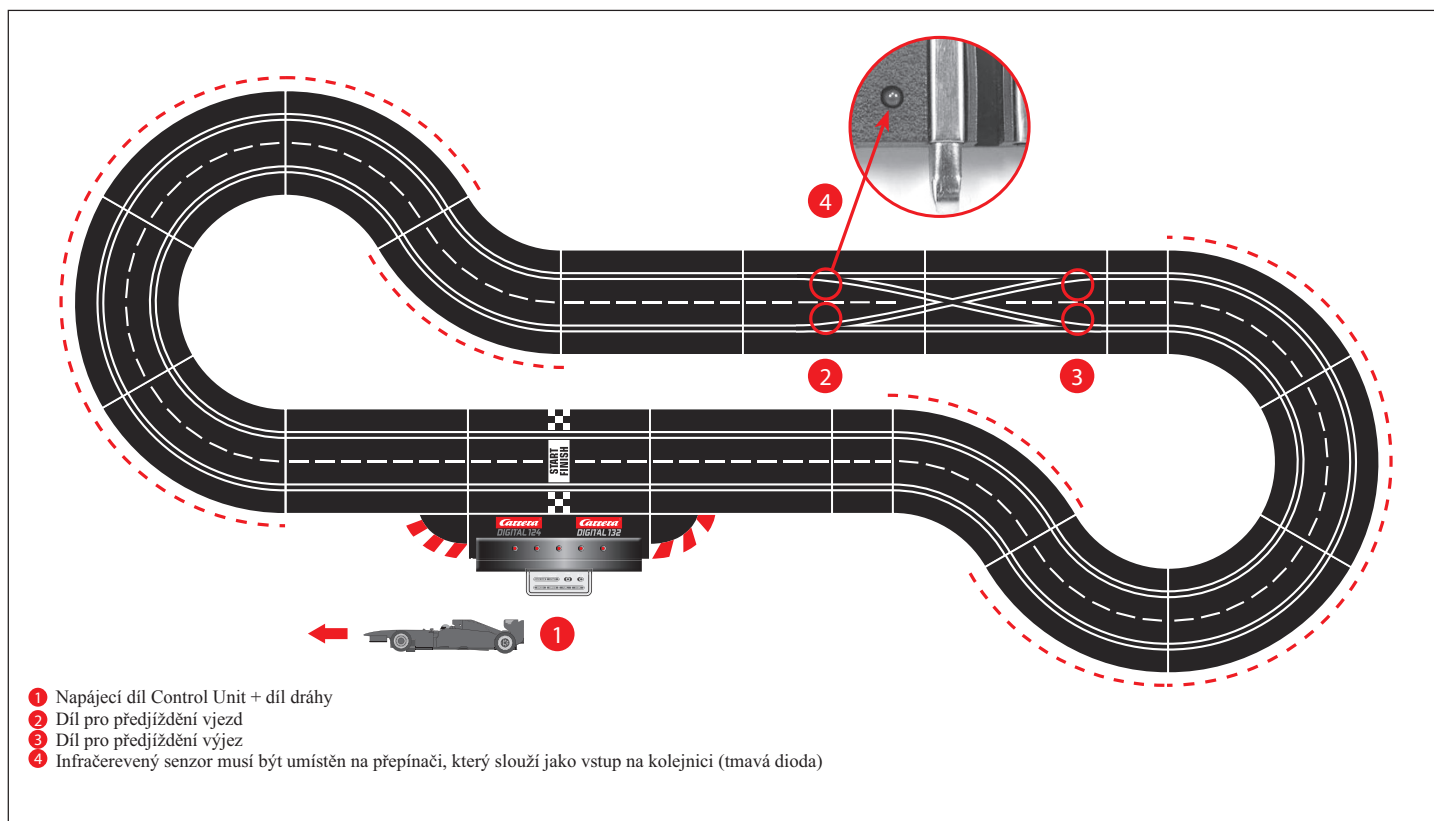 4
2
3
START
FINISH
Carrera Carrera
DIGITAL 124 DIGITAL 132
1
1 Napájecí díl Control Unit + díl dráhy
2 Díl pro předjíždění vjezd
3 Díl pro předjíždění výjez
4 Infračerevený senzor musí být umístěn na přepínači, který slouží jako vstup na kolejnici (tmavá dioda)